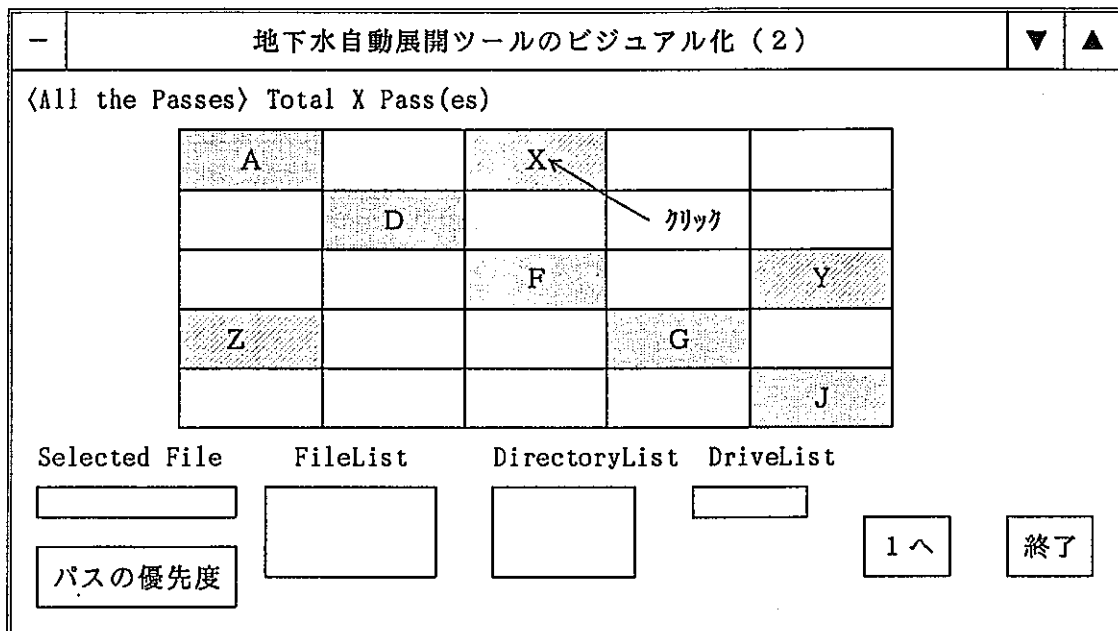 − 地下水自動展開ツールのビジュアル化（2） ▼ ▲
〈All the Passes〉 Total X Pass(es)
A X
D クリック
F Y
Z G
J
Selected File FileList DirectoryList DriveList
1へ 終了
パスの優先度